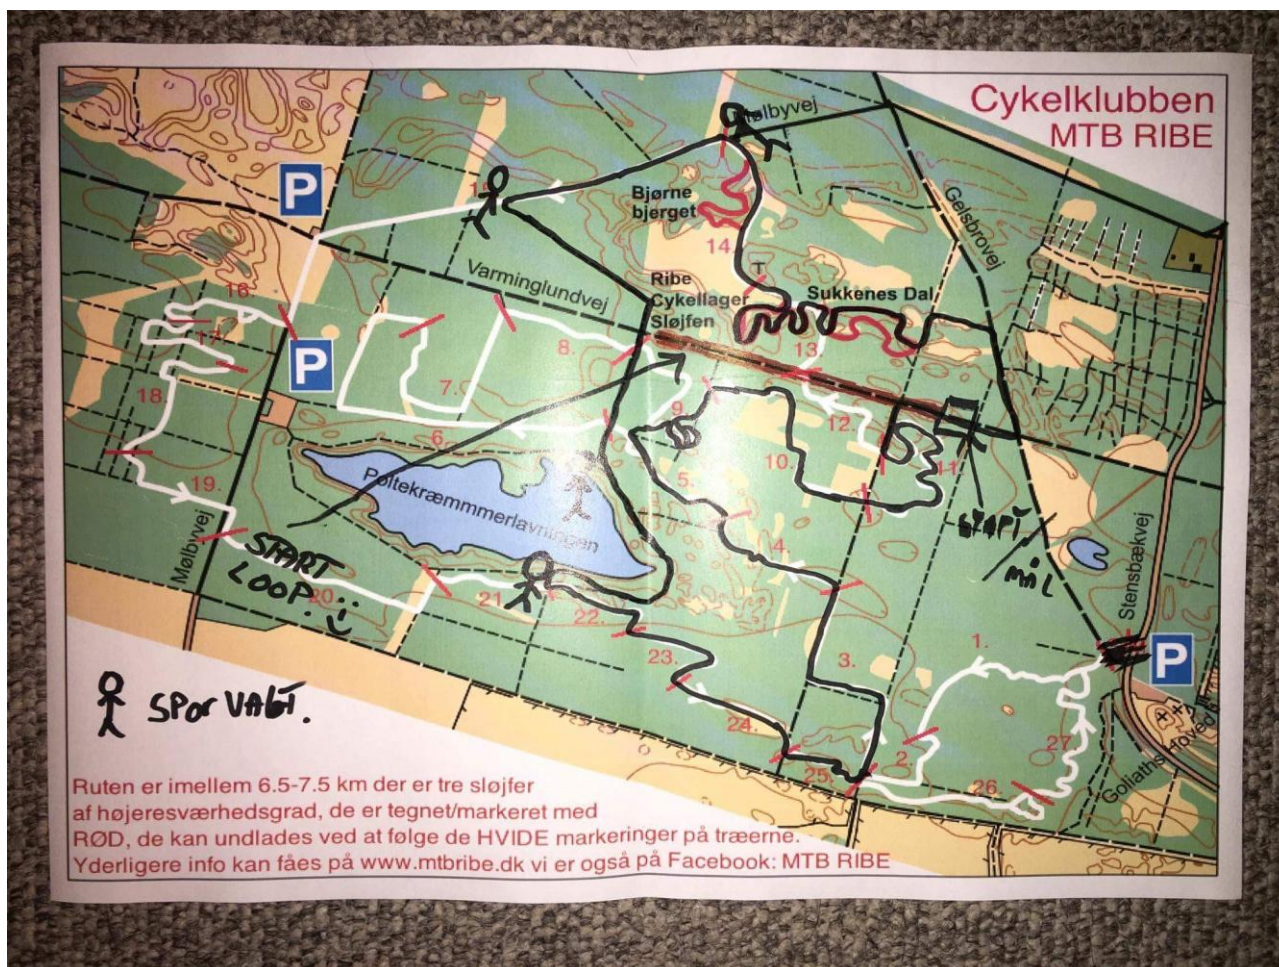 Cykelklubben
MTB RIBE
Mølbyvej
P
15.
Bjørne
bjerget
14.
Gelsbrovej
Varminglundvej
Ribe
Cykellager
Sløjfen
Sukkenes Dal
16.
17.
P
8.
13.
7.
18.
9.
12.
6.
10.
11.
5.
Poltekræmmmerlavningen
19.
4.
START
LOOP.
MÅL
Mølbyvej
Stensbækvej
20.
21.
22.
P
23.
3.
1.
SPOR VAGT.
24.
2.
27.
25.
26.
Ruten er imellem 6.5-7.5 km der er tre sløjfer
af højeresværhedsgrad, de er tegnet/markeret med
RØD, de kan undlades ved at følge de HVIDE markeringer på træerne.
Yderligere info kan fåes på www.mtbribe.dk vi er også på Facebook: MTB RIBE